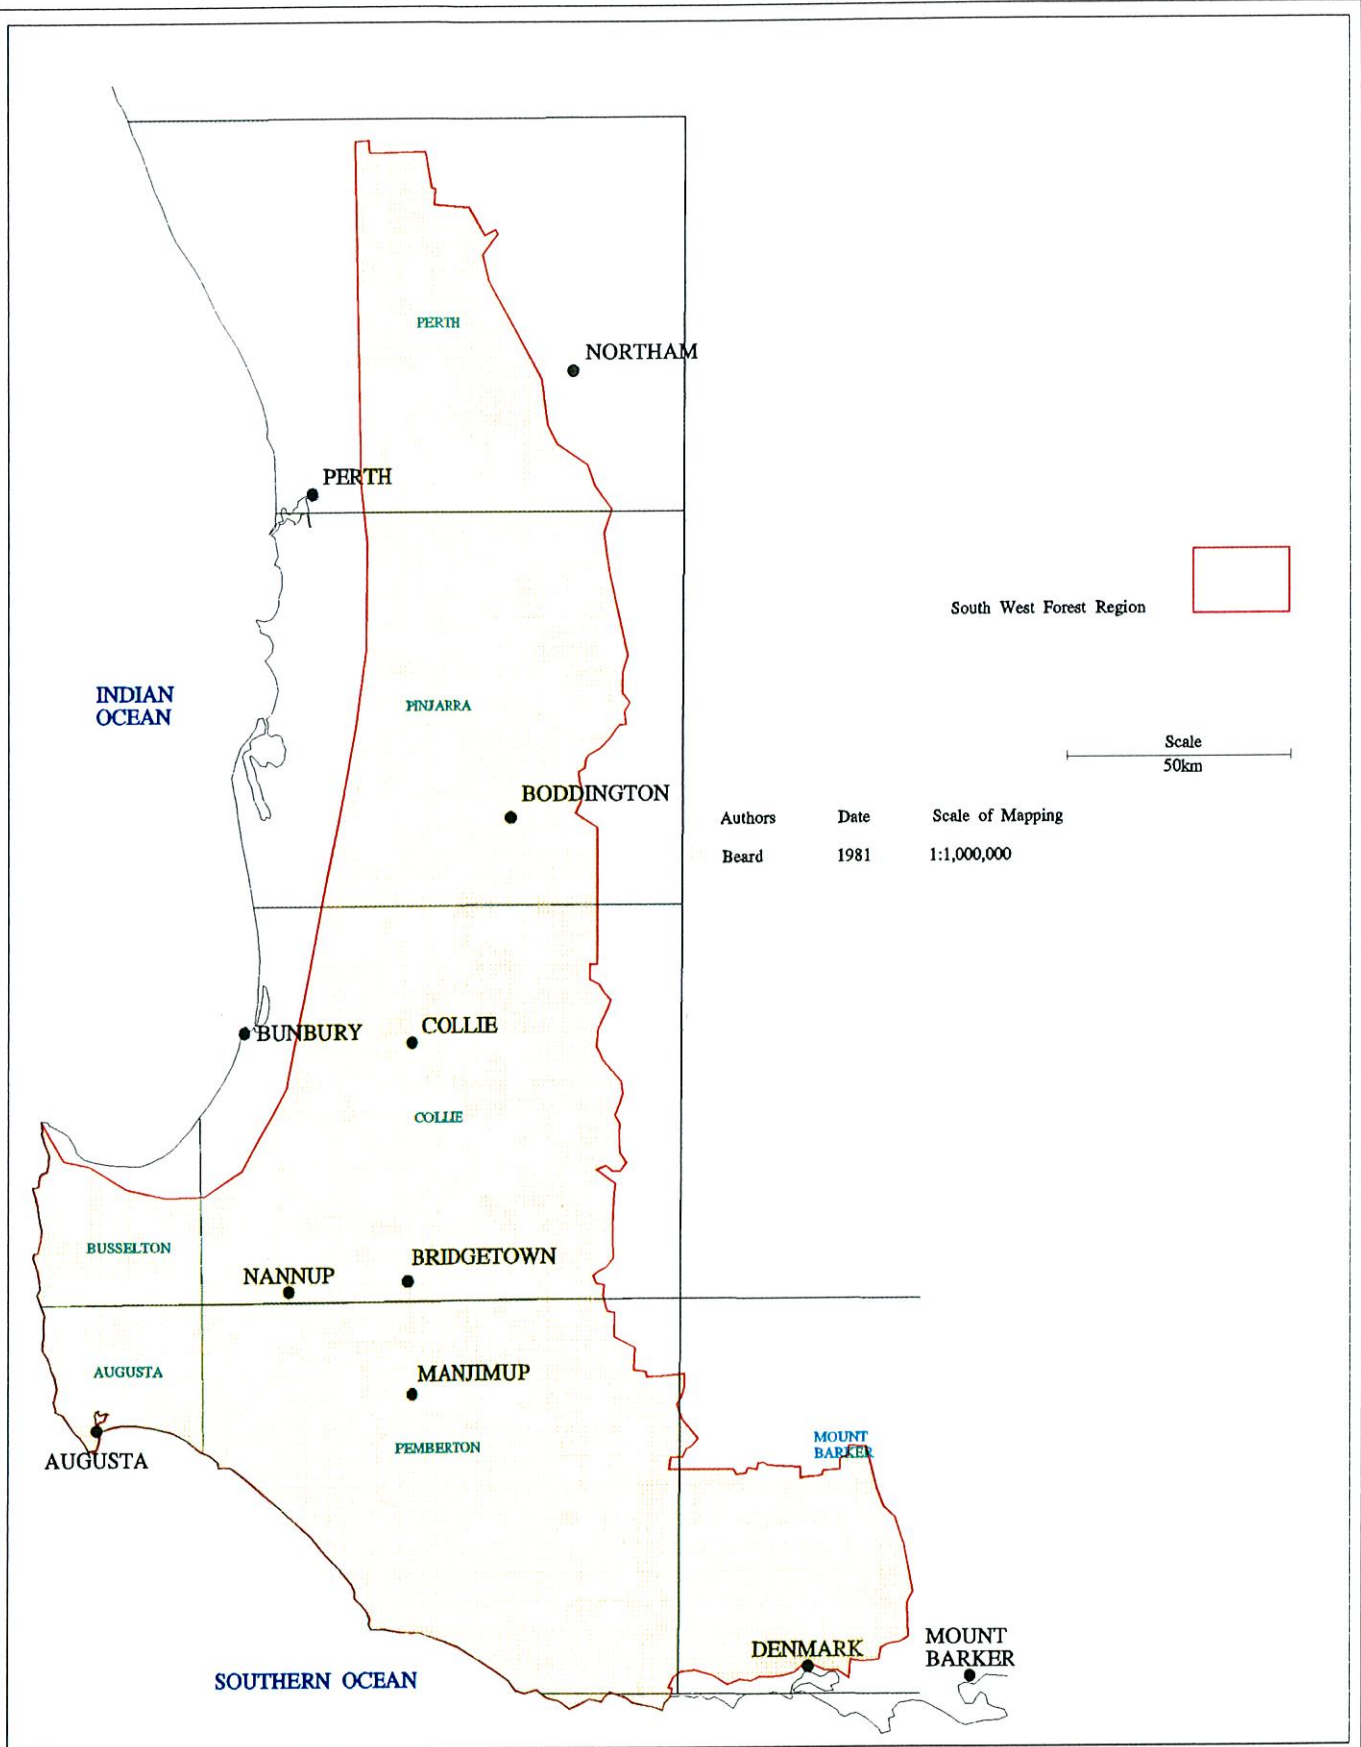 PERTH
NORTHAM
PERTH
South West Forest Region
INDIAN
OCEAN
PINJARRA
Scale
50km
BODDINGTON
Authors Date Scale of Mapping
Beard 1981 1:1,000,000
BUNBURY
COLLIE
COLLIE
BUSSELTON
BRIDGETOWN
NANNUP
AUGUSTA
MANJIMUP
MOUNT
BARKER
PEMBERTON
AUGUSTA
MOUNT
BARKER
DENMARK
SOUTHERN OCEAN